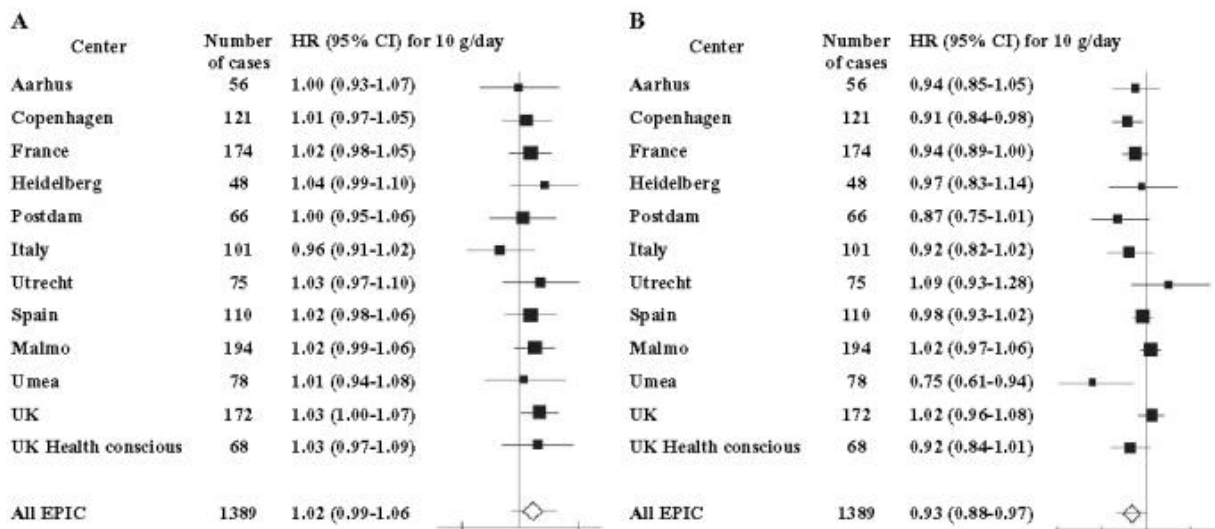 A
Center Number of cases HR (95% CI) for 10 g/day
Aarhus 56 1.00 (0.93-1.07)
Copenhagen 121 1.01 (0.97-1.05)
France 174 1.02 (0.98-1.05)
Heidelberg 48 1.04 (0.99-1.10)
Postdam 66 1.00 (0.95-1.06)
Italy 101 0.96 (0.91-1.02)
Utrecht 75 1.03 (0.97-1.10)
Spain 110 1.02 (0.98-1.06)
Malmo 194 1.02 (0.99-1.06)
Umea 78 1.01 (0.94-1.08)
UK 172 1.03 (1.00-1.07)
UK Health conscious 68 1.03 (0.97-1.09)
All EPIC 1389 1.02 (0.99-1.06
B
Center Number of cases HR (95% CI) for 10 g/day
Aarhus 56 0.94 (0.85-1.05)
Copenhagen 121 0.91 (0.84-0.98)
France 174 0.94 (0.89-1.00)
Heidelberg 48 0.97 (0.83-1.14)
Postdam 66 0.87 (0.75-1.01)
Italy 101 0.92 (0.82-1.02)
Utrecht 75 1.09 (0.93-1.28)
Spain 110 0.98 (0.93-1.02)
Malmo 194 1.02 (0.97-1.06)
Umea 78 0.75 (0.61-0.94)
UK 172 1.02 (0.96-1.08)
UK Health conscious 68 0.92 (0.84-1.01)
All EPIC 1389 0.93 (0.88-0.97)